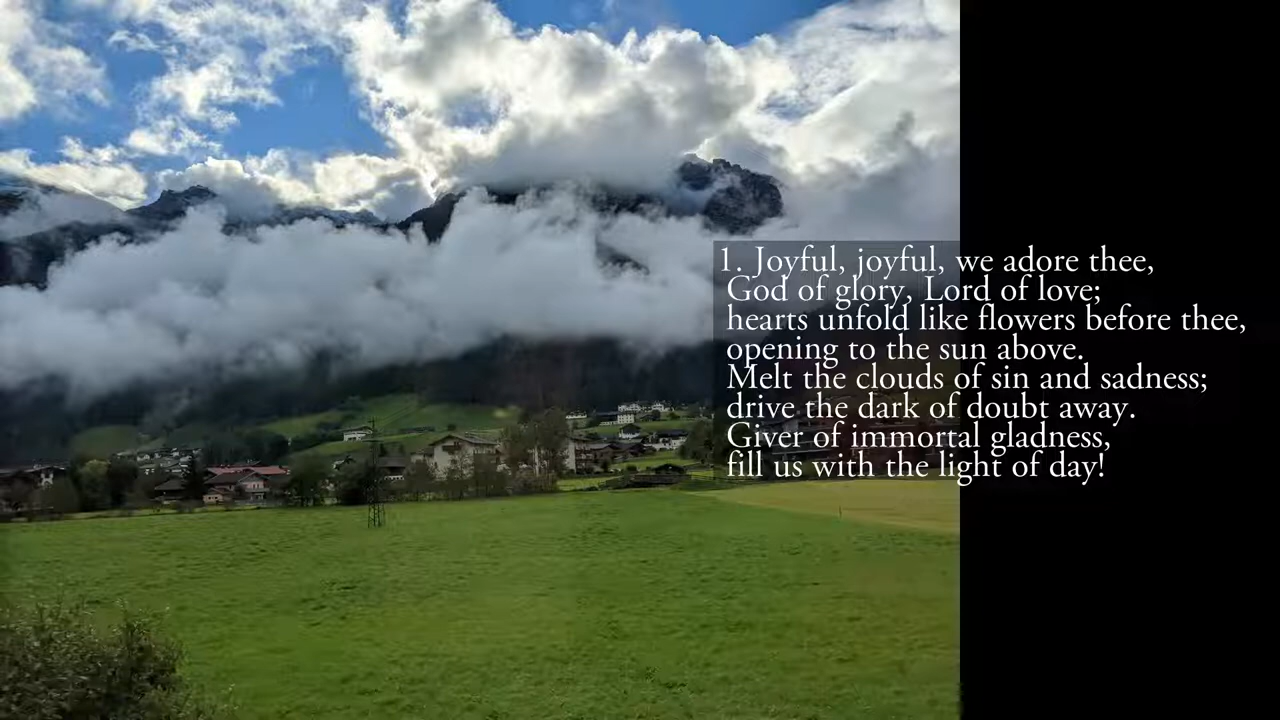 1. Joyful, joyful, we adore thee,
God of glory, Lord of love;
hearts unfold like flowers before thee,
opening to the sun above.
Melt the clouds of sin and sadness;
drive the dark of doubt away.
Giver of immortal gladness,
fill us with the light of day!